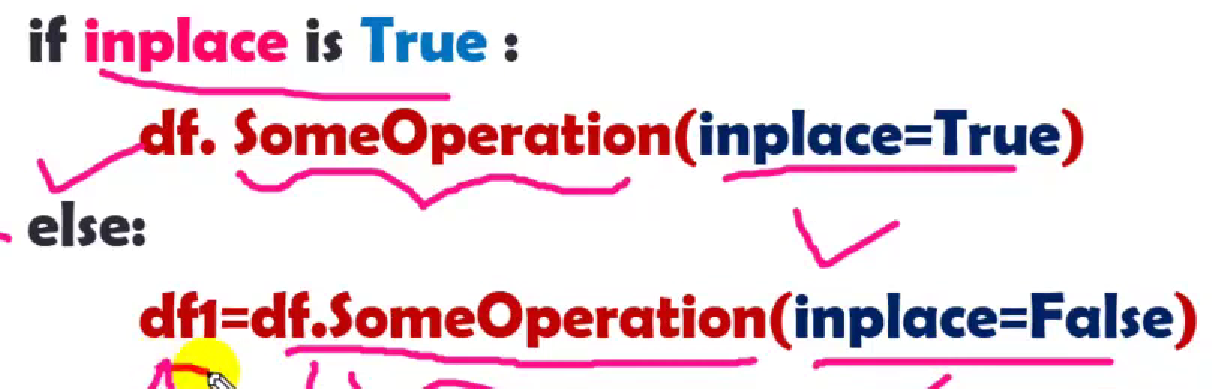 if inplace is True :
df. SomeOperation(inplace=True)
else:
df1=df.SomeOperation(inplace=False)